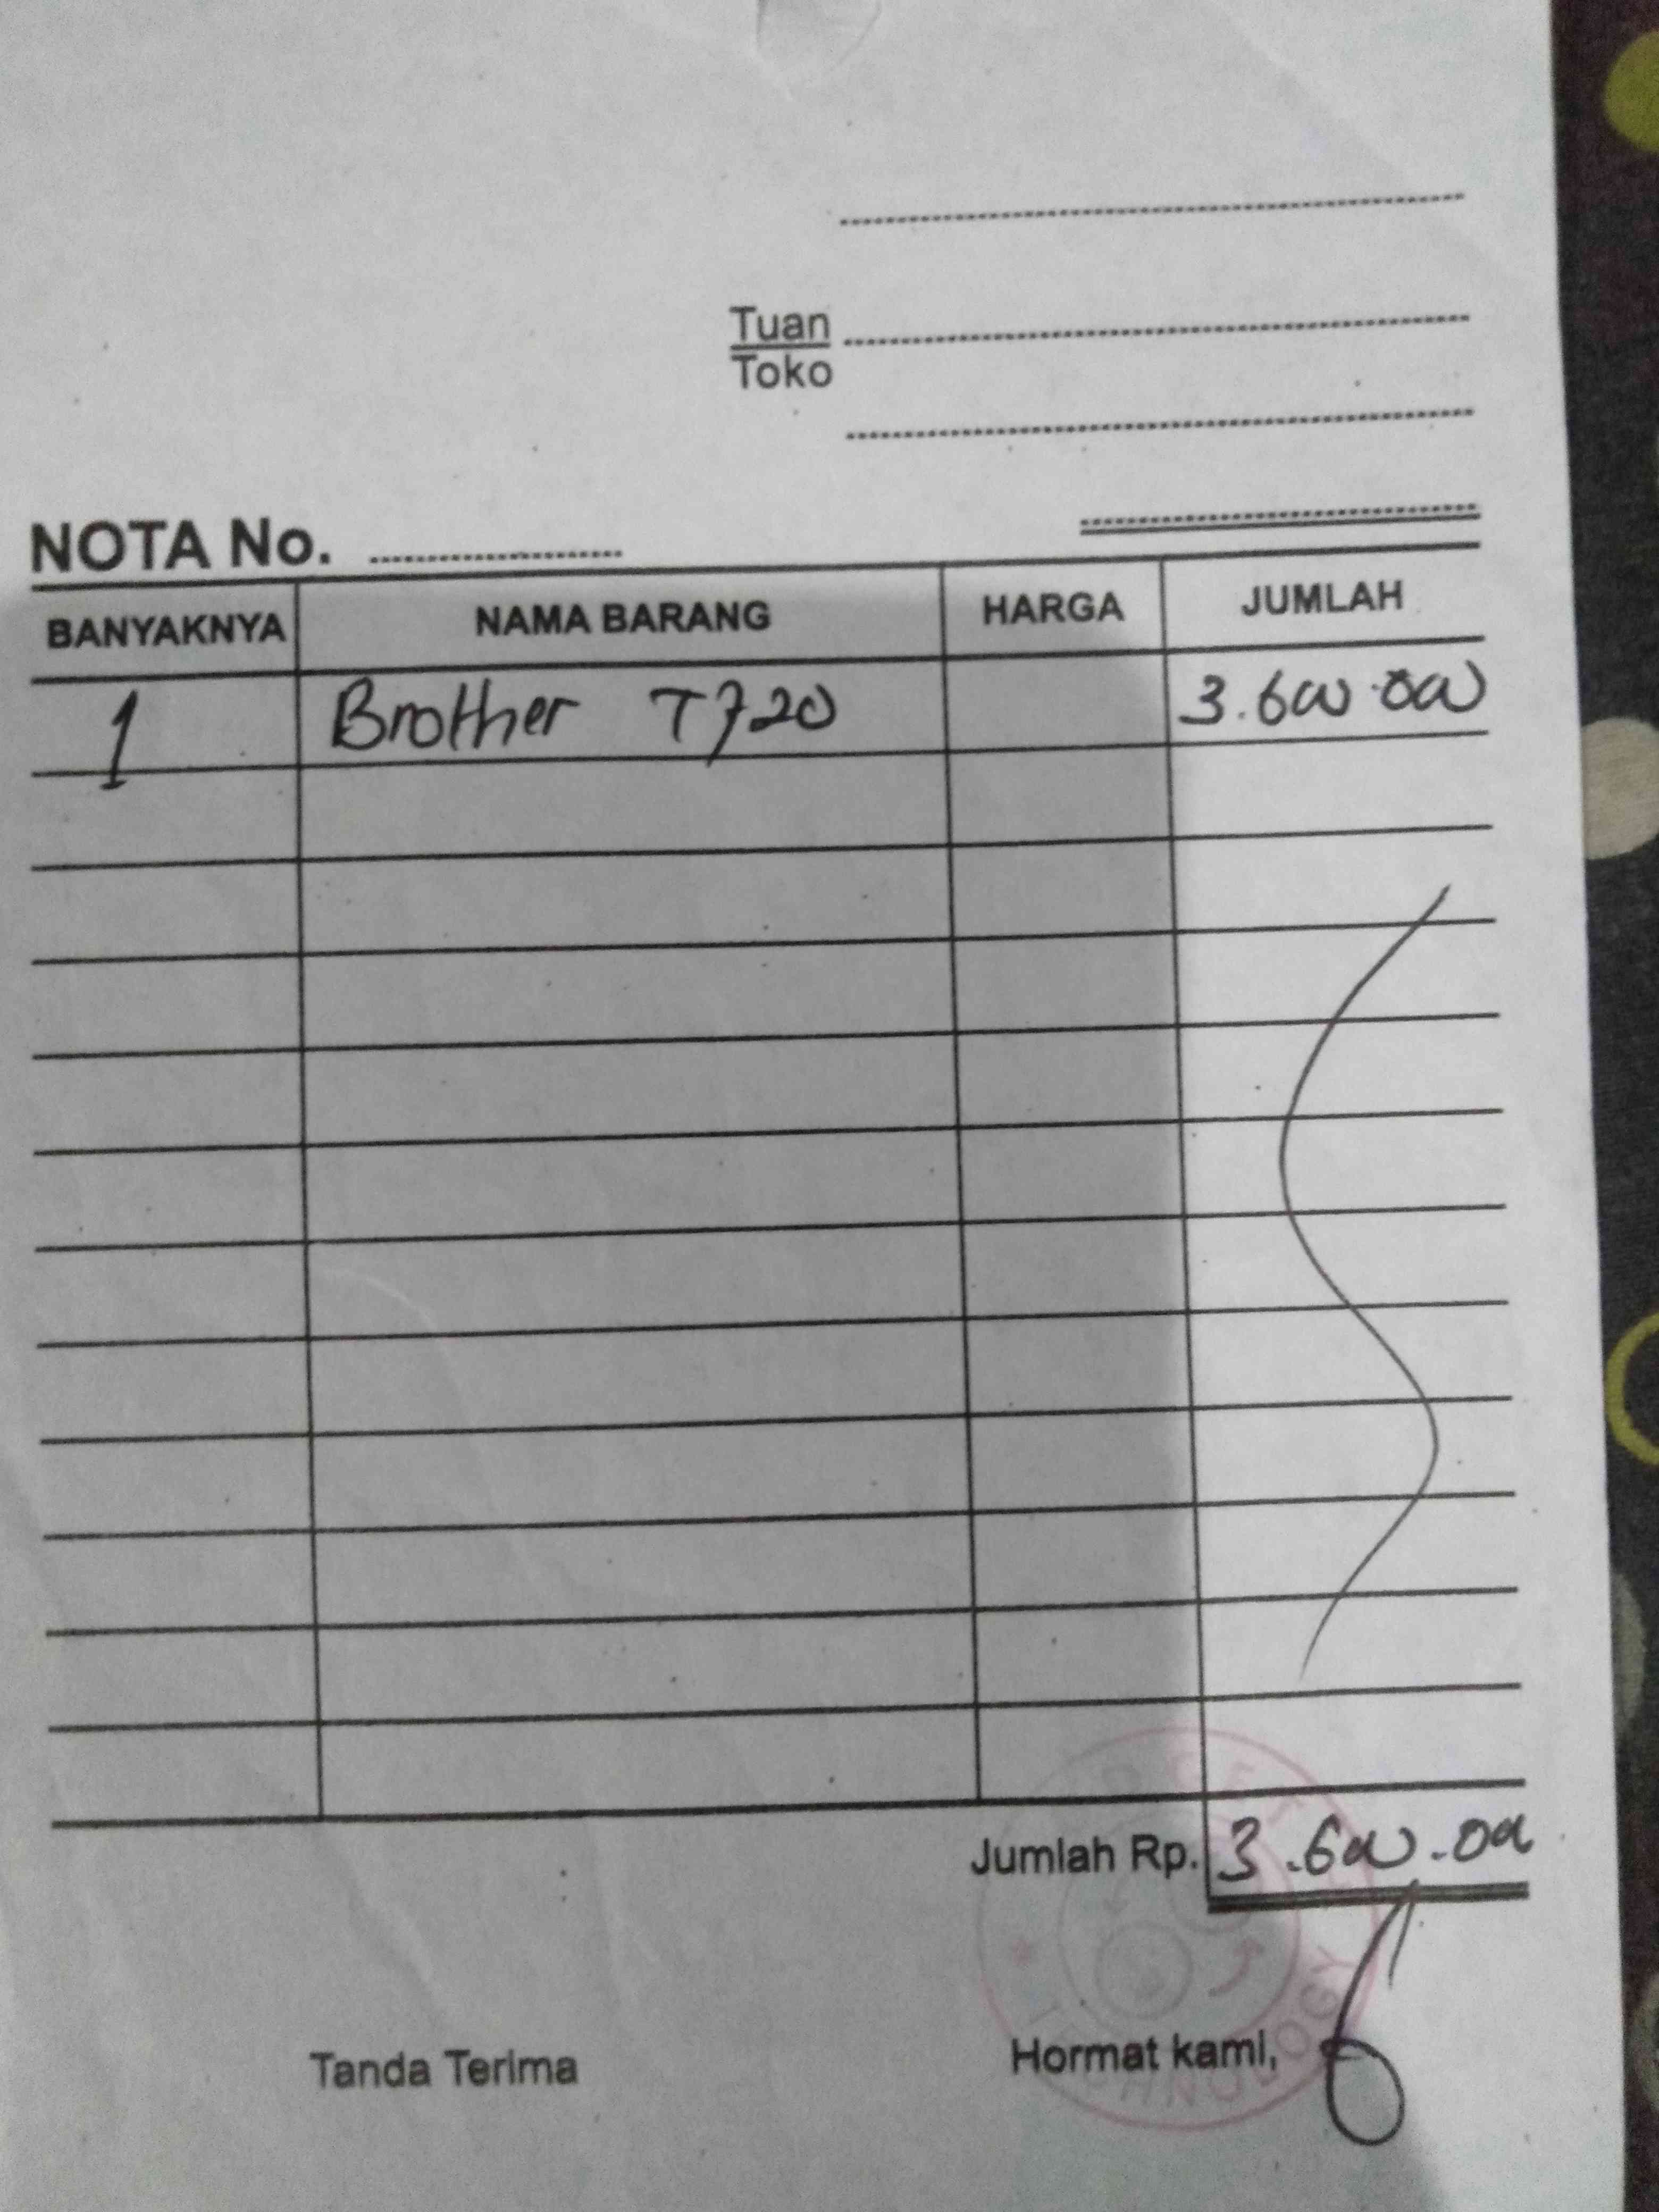 Tuan
Toko
NOTA No.
BANYAKNYA NAMA BARANG HARGA JUMLAH
1 Brother T720 3.600.000
Jumlah Rp. 3.600.000
Tanda Terima Hormat kami,